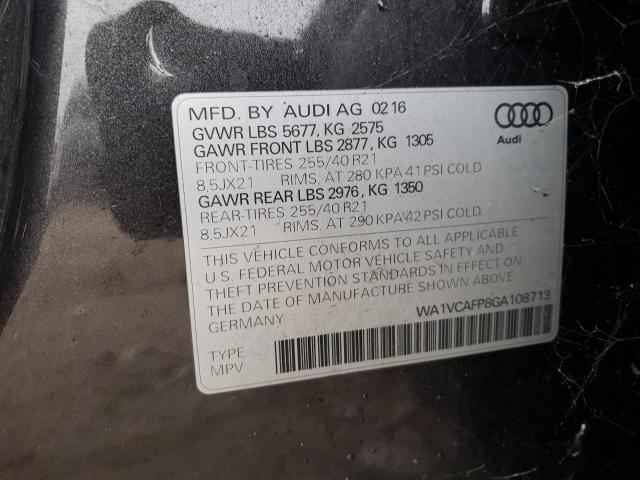 MFD. BY AUDI AG 02 16
GVWR LBS 5677, KG 2575
GAWR FRONT LBS 2877, KG 1305
FRONT-TIRES 255/40 R21
8,5JX21 RIMS, AT 280 KPA 41 PSI COLD
GAWR REAR LBS 2976, KG 1350
REAR-TIRES 255/40 R21
8,5JX21 RIMS, AT 290 KPA 42 PSI COLD
Audi
THIS VEHICLE CONFORMS TO ALL APPLICABLE
U.S. FEDERAL MOTOR VEHICLE SAFETY AND
THEFT PREVENTION STANDARDS IN EFFECT ON
THE DATE OF MANUFACTURE SHOWN ABOVE.
GERMANY
WA1VCAFP8GA108713
TYPE
MPV